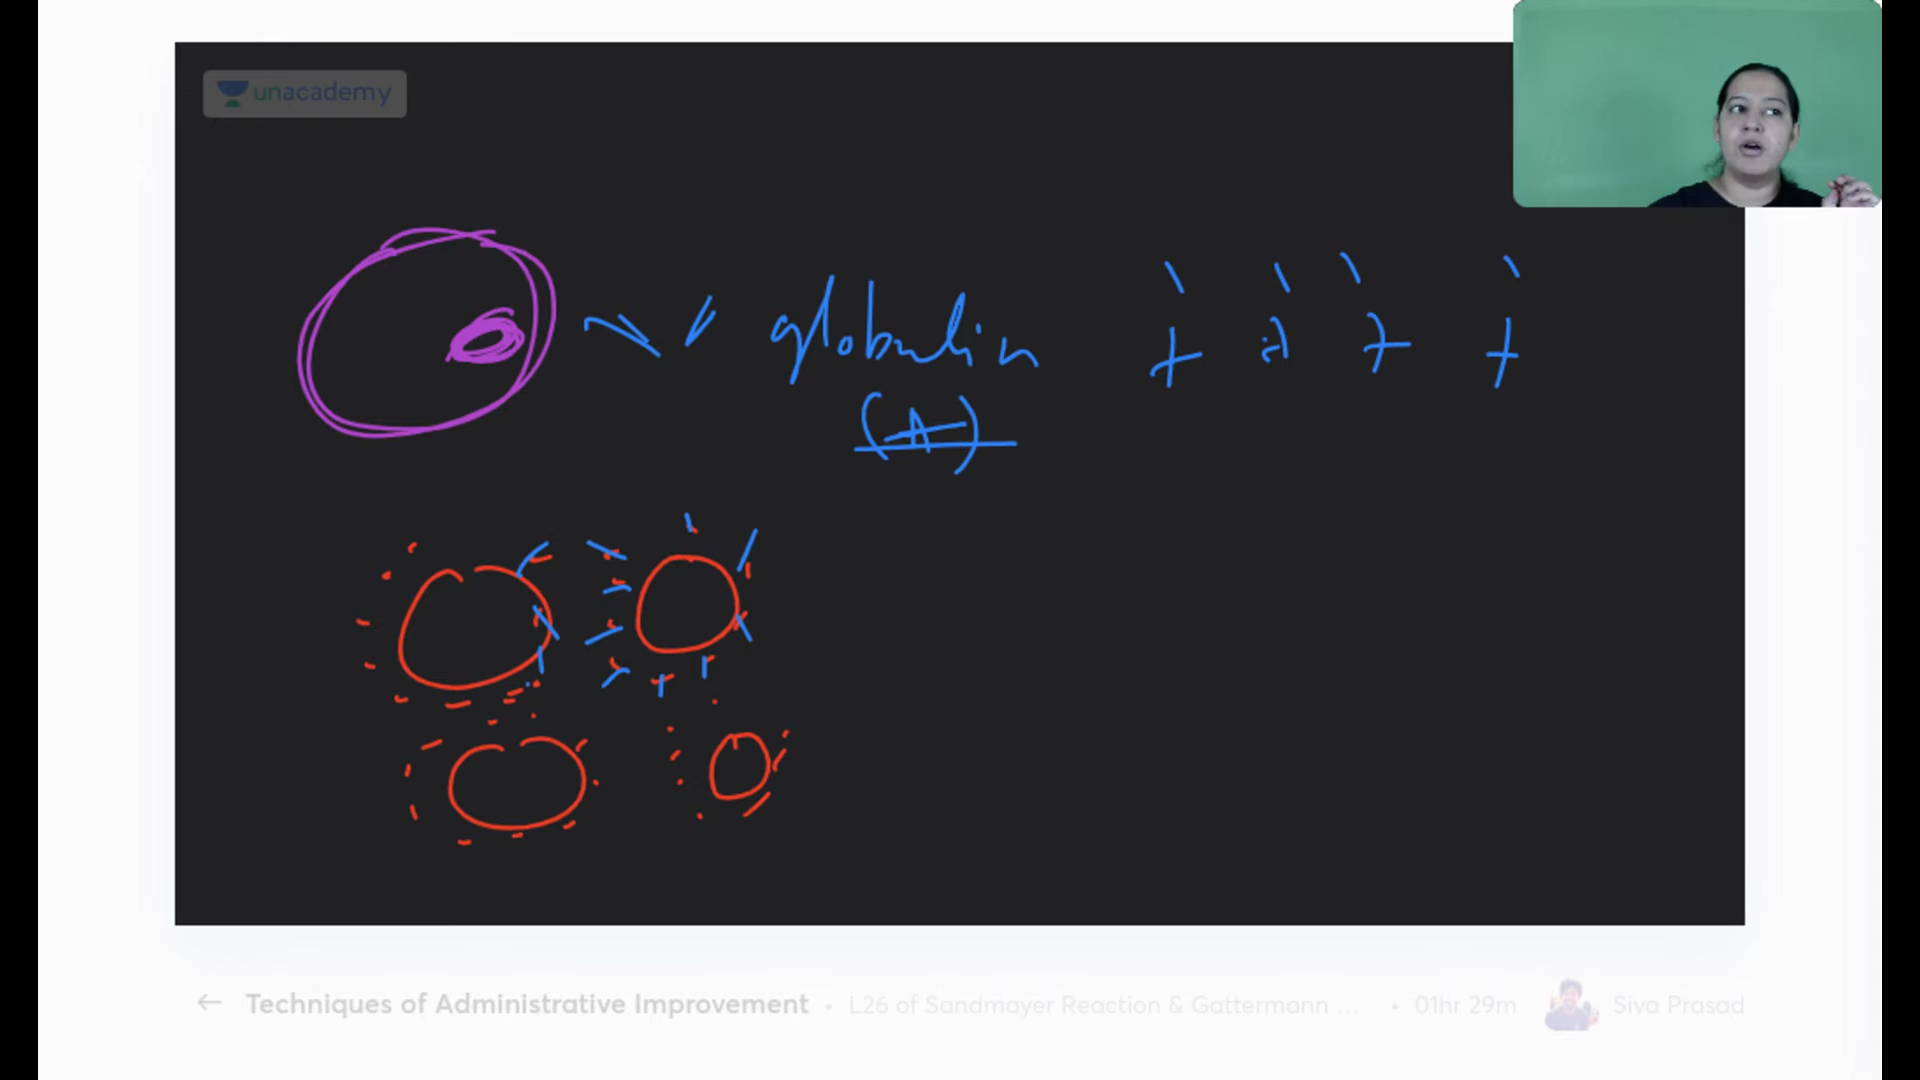 unacademy
globulin
(A)
Techniques of Administrative Improvement • L26 of Sandmayer Reaction & Gattermann ... • 01hr 29m Siva Prasad